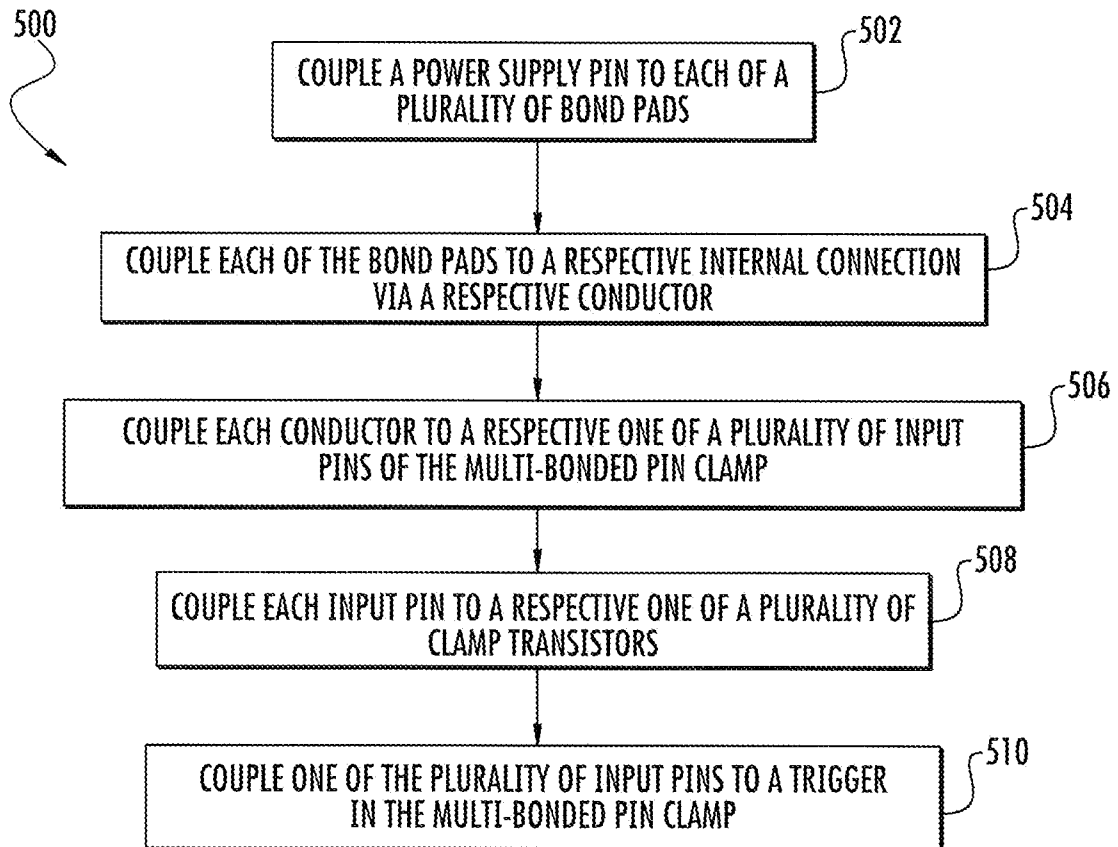 500
502
COUPLE A POWER SUPPLY PIN TO EACH OF A
PLURALITY OF BOND PADS
504
COUPLE EACH OF THE BOND PADS TO A RESPECTIVE INTERNAL CONNECTION
VIA A RESPECTIVE CONDUCTOR
506
COUPLE EACH CONDUCTOR TO A RESPECTIVE ONE OF A PLURALITY OF INPUT
PINS OF THE MULTI-BONDED PIN CLAMP
508
COUPLE EACH INPUT PIN TO A RESPECTIVE ONE OF A PLURALITY OF
CLAMP TRANSISTORS
510
COUPLE ONE OF THE PLURALITY OF INPUT PINS TO A TRIGGER
IN THE MULTI-BONDED PIN CLAMP